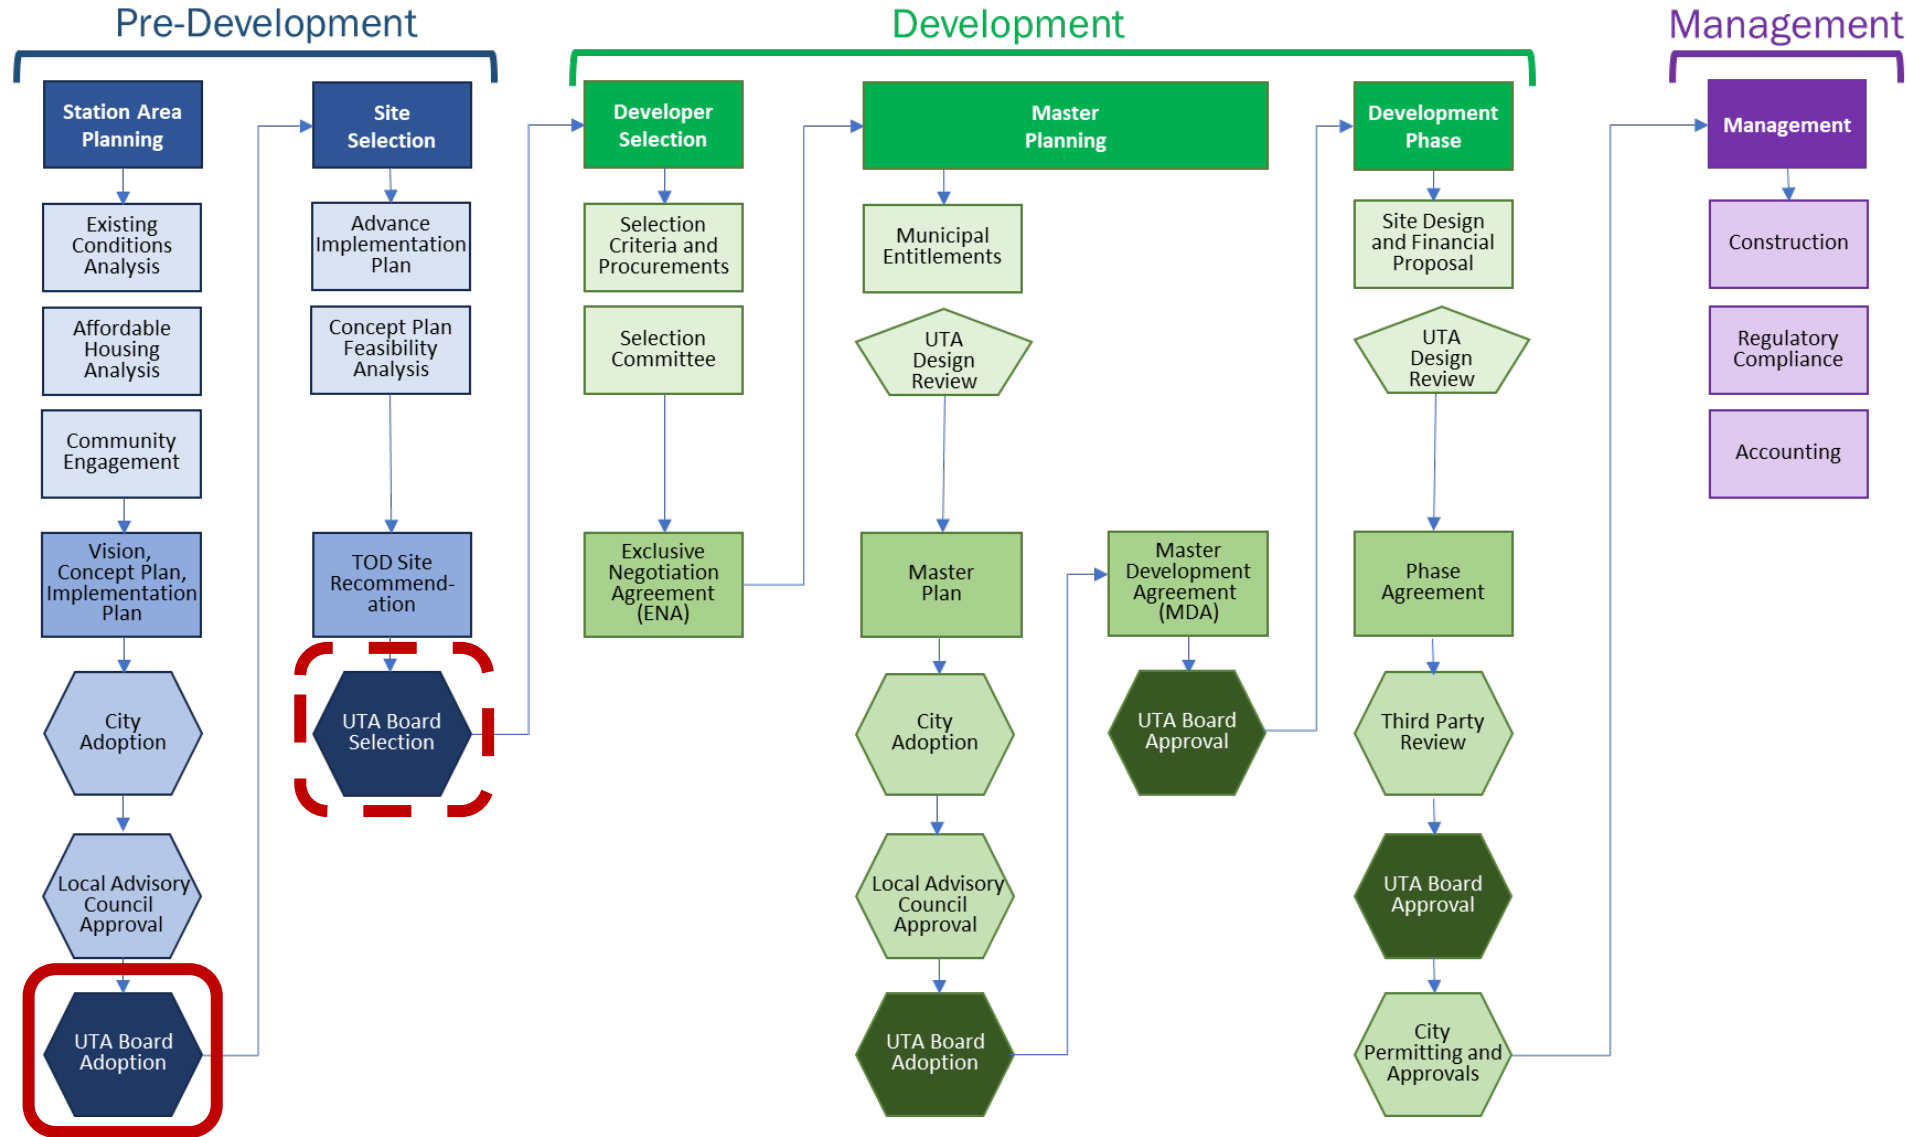 Pre-Development
Development
Management
Station Area
Planning
Existing
Conditions
Analysis
Affordable
Housing
Analysis
Community
Engagement
Vision,
Concept Plan,
Implementation
Plan
City
Adoption
Local Advisory
Council
Approval
UTA Board
Adoption
Site
Selection
Advance
Implementation
Plan
Concept Plan
Feasibility
Analysis
TOD Site
Recommend-
ation
UTA Board
Selection
Developer
Selection
Selection
Criteria and
Procurements
Selection
Committee
Exclusive
Negotiation
Agreement
(ENA)
Master
Planning
Municipal
Entitlements
UTA
Design
Review
Master
Plan
City
Adoption
Local Advisory
Council
Approval
UTA Board
Adoption
Master
Development
Agreement
(MDA)
UTA Board
Approval
Development
Phase
Site Design
and Financial
Proposal
UTA
Design
Review
Phase
Agreement
Third Party
Review
UTA Board
Approval
City
Permitting and
Approvals
Management
Construction
Regulatory
Compliance
Accounting